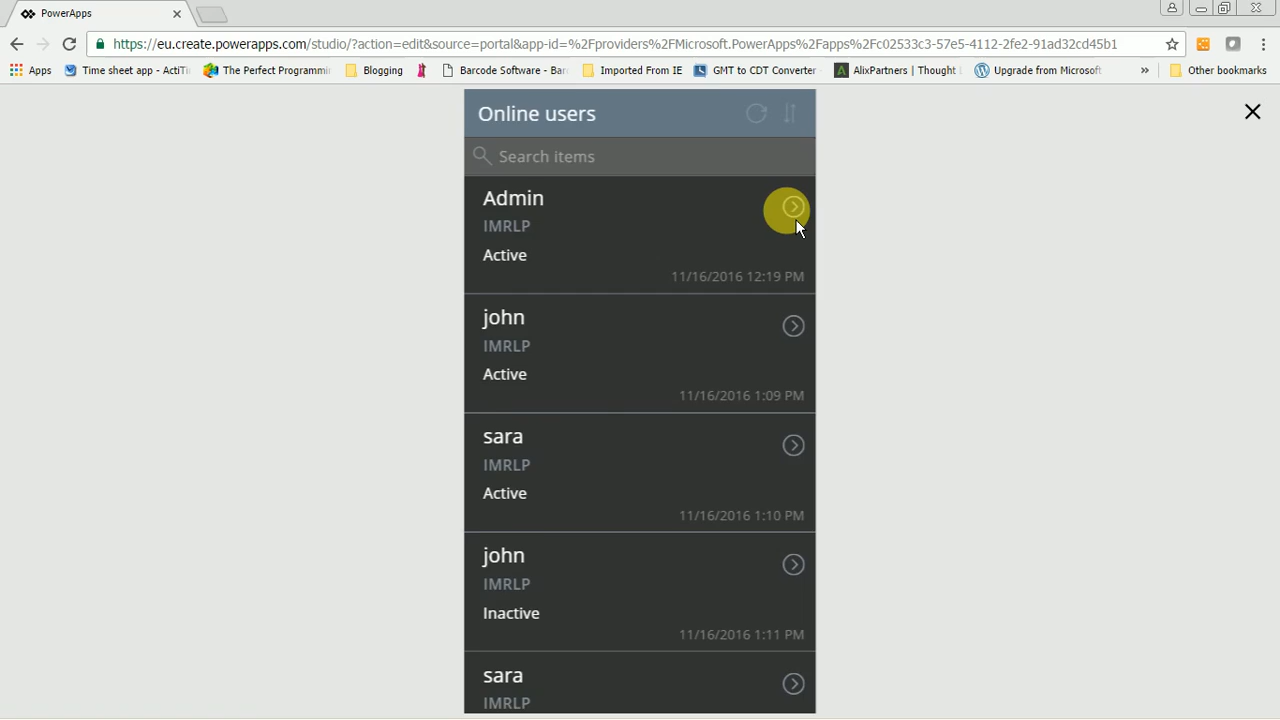 PowerApps
https://eu.create.powerapps.com/studio/?action=edit&source=portal&app-id=%2Fproviders%2FMicrosoft.PowerApps%2Fapps%2Fc02533c3-57e5-4112-2fe2-91ad32cd45b1
Apps Time sheet app - ActiTi The Perfect Programmi Blogging Barcode Software - Bar Imported From IE GMT to CDT Converter AlixPartners | Thought L Upgrade from Microsoft » Other bookmarks
Online users
Search items
Admin
IMRLP
Active
11/16/2016 12:19 PM
john
IMRLP
Active
11/16/2016 1:09 PM
sara
IMRLP
Active
11/16/2016 1:10 PM
john
IMRLP
Inactive
11/16/2016 1:11 PM
sara
IMRLP